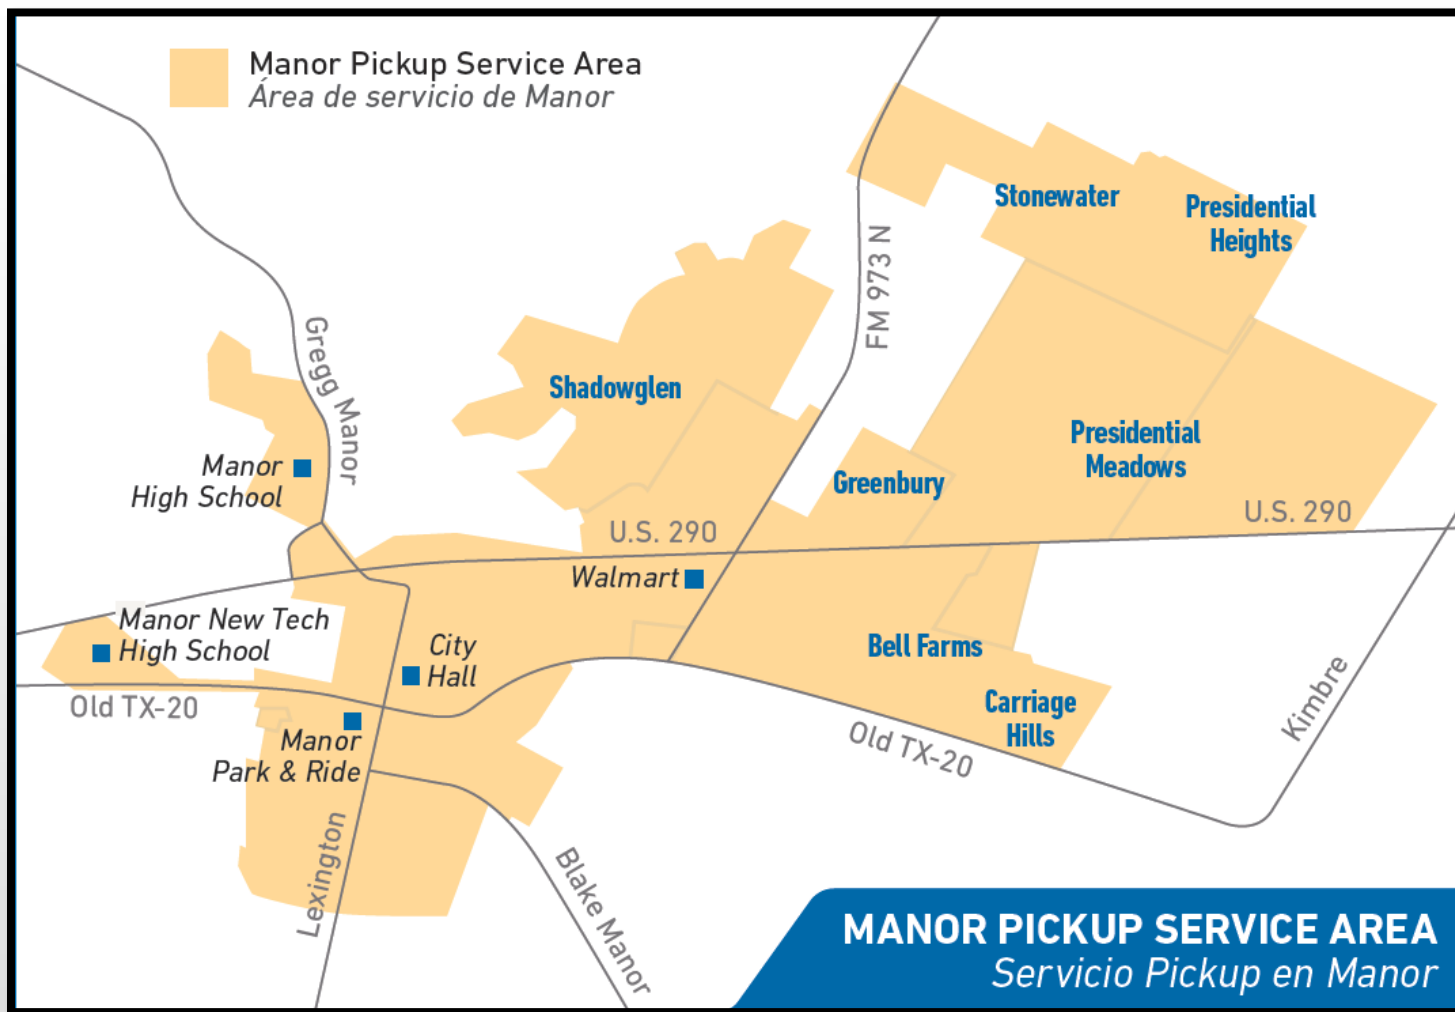 Manor Pickup Service Area
Área de servicio de Manor
Stonewater
Presidential
Heights
FM 973 N
Gregg Manor
Shadowglen
Presidential
Meadows
Manor
High School
Greenbury
U.S. 290
U.S. 290
Walmart
Manor New Tech
High School
City
Hall
Bell Farms
Old TX-20
Carriage
Hills
Kimbre
Manor
Park & Ride
Old TX-20
Lexington
Blake Manor
MANOR PICKUP SERVICE AREA
Servicio Pickup en Manor